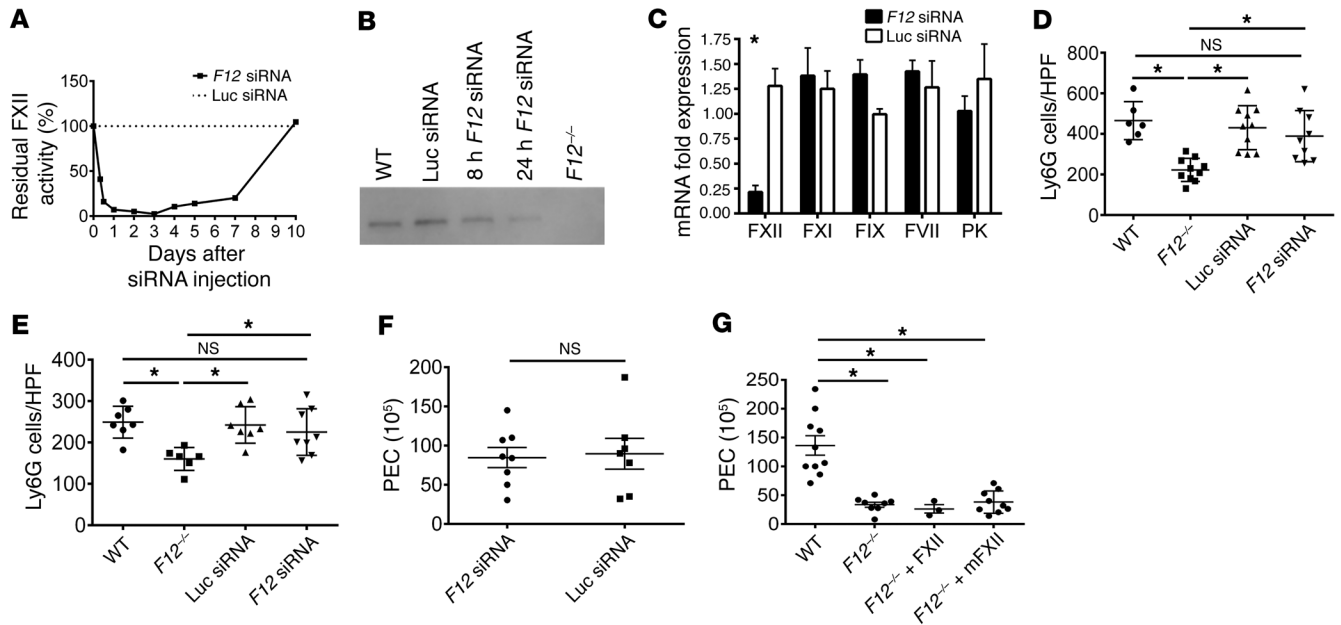 A
F12 siRNA
Luc siRNA
Residual FXII
activity (%)
150
100
50
0
0 1 2 3 4 5 6 7 8 9 10
Days after
siRNA injection
B
WT
Luc siRNA
8 h F12 siRNA
24 h F12 siRNA
F12–/–
C
F12 siRNA
Luc siRNA
mRNA fold expression
1.75
1.50
1.25
1.00
0.75
0.50
0.25
0.00
*
FXII FXI FIX FVII PK
D
Ly6G cells/HPF
800
600
400
200
0
*
NS
* *
WT
F12–/–
Luc siRNA
F12 siRNA
E
Ly6G cells/HPF
400
300
200
100
0
*
NS
* *
WT
F12–/–
Luc siRNA
F12 siRNA
F
PEC (10⁵)
200
150
100
50
0
NS
F12 siRNA
Luc siRNA
G
PEC (10⁵)
250
200
150
100
50
0
*
*
*
WT
F12–/–
F12–/– + FXII
F12–/– + mFXII